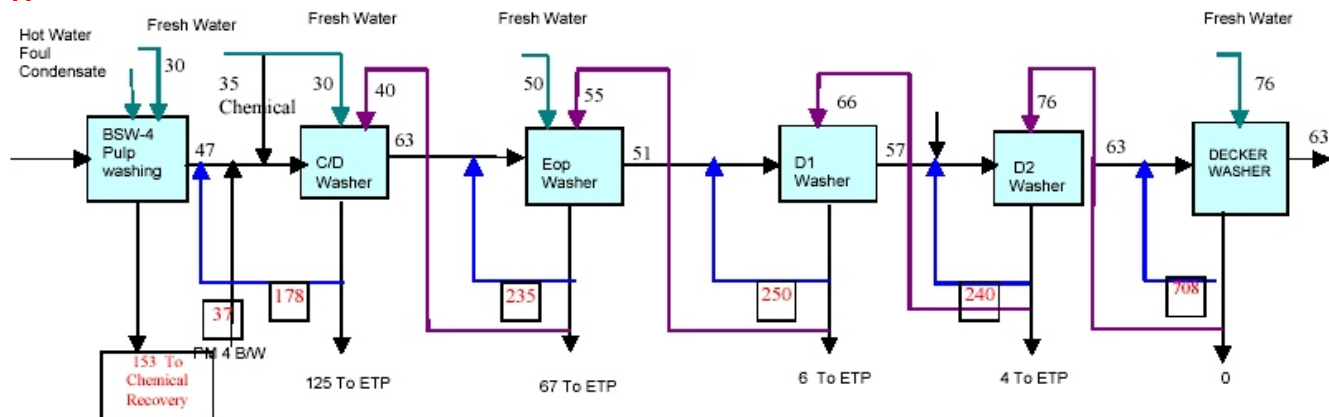 Fresh Water
Fresh Water
Fresh Water
Fresh Water
Hot Water
Foul
Condensate
30
35
Chemical
30
40
50
55
66
76
76
BSW-4
Pulp
washing
47
C/D
Washer
63
Eop
Washer
51
D1
Washer
57
D2
Washer
63
DECKER
WASHER
63
178
37
235
250
240
708
PM 4 B/W
153 To
Chemical
Recovery
125 To ETP
67 To ETP
6 To ETP
4 To ETP
0